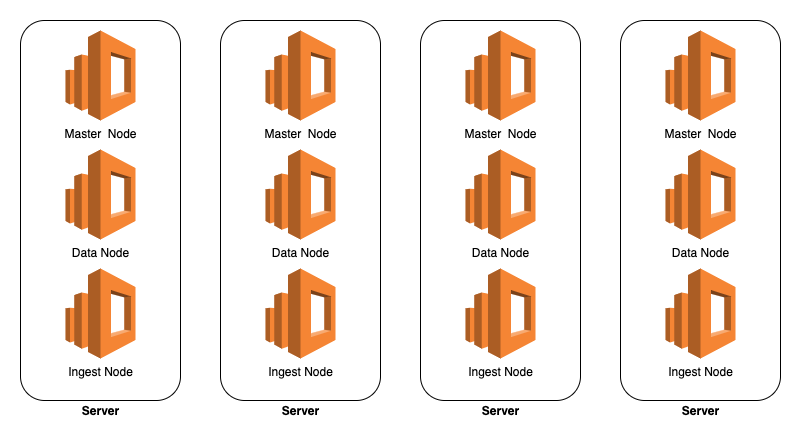 Master Node Master Node Master Node Master Node
Data Node Data Node Data Node Data Node
Ingest Node Ingest Node Ingest Node Ingest Node
Server Server Server Server